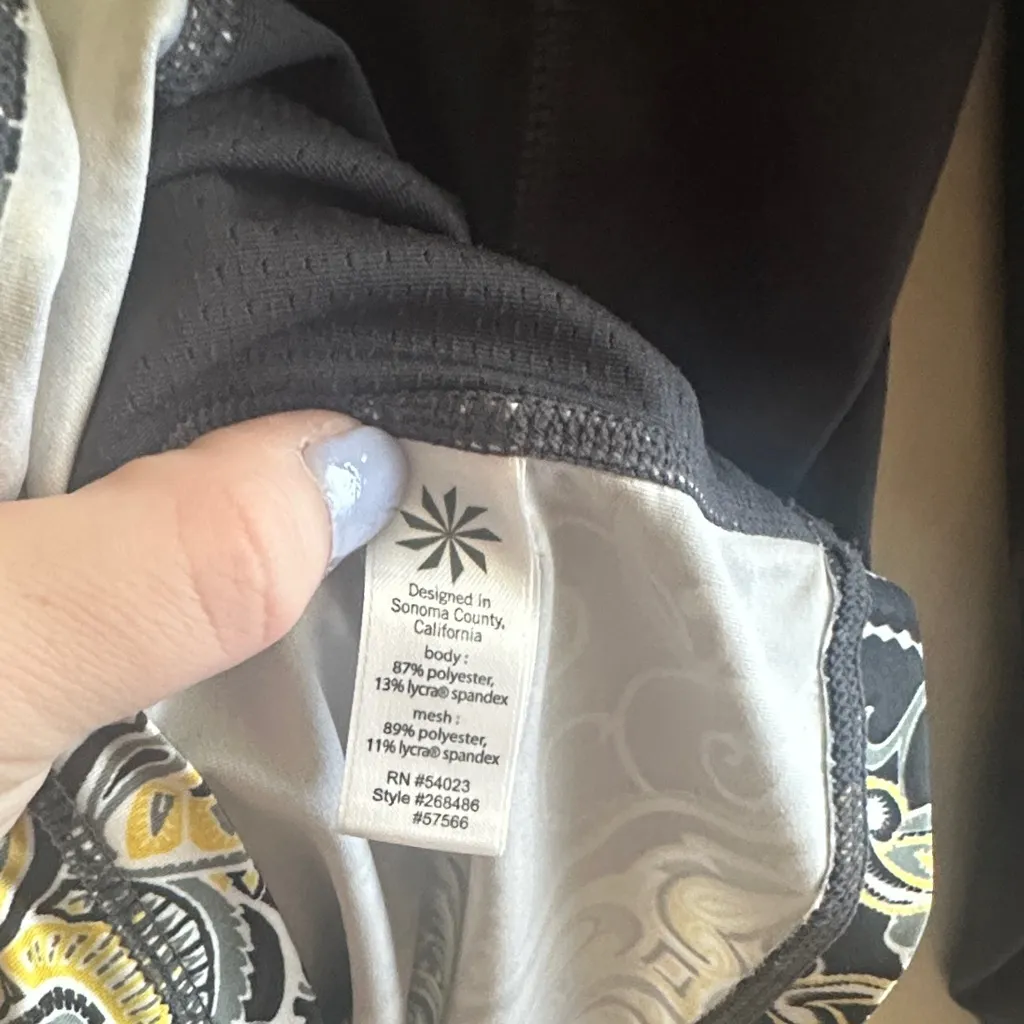 Designed in
Sonoma County,
California
body :
87% polyester,
13% lycra® spandex
mesh :
89% polyester,
11% lycra® spandex
RN #54023
Style #268486
#57566